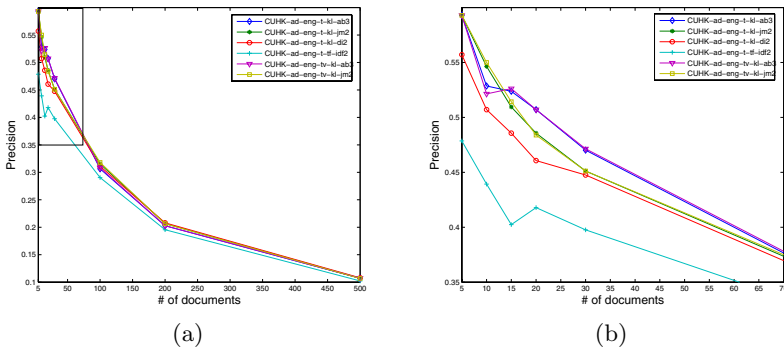 CUHK-ad-eng-t-kl-ab3
CUHK-ad-eng-t-kl-jm2
CUHK-ad-eng-t-kl-di2
CUHK-ad-eng-t-tf-idf2
CUHK-ad-eng-tv-kl-ab3
CUHK-ad-eng-tv-kl-jm2
0.55
0.5
0.45
0.4
0.35
0.3
0.25
0.2
0.15
0.1
Precision
5 50 100 150 200 250 300 350 400 450 500
# of documents
(a)
CUHK-ad-eng-t-kl-ab3
CUHK-ad-eng-t-kl-jm2
CUHK-ad-eng-t-kl-di2
CUHK-ad-eng-t-tf-idf2
CUHK-ad-eng-tv-kl-ab3
CUHK-ad-eng-tv-kl-jm2
0.55
0.5
0.45
0.4
0.35
Precision
5 10 15 20 30 40 50 60 70
# of documents
(b)